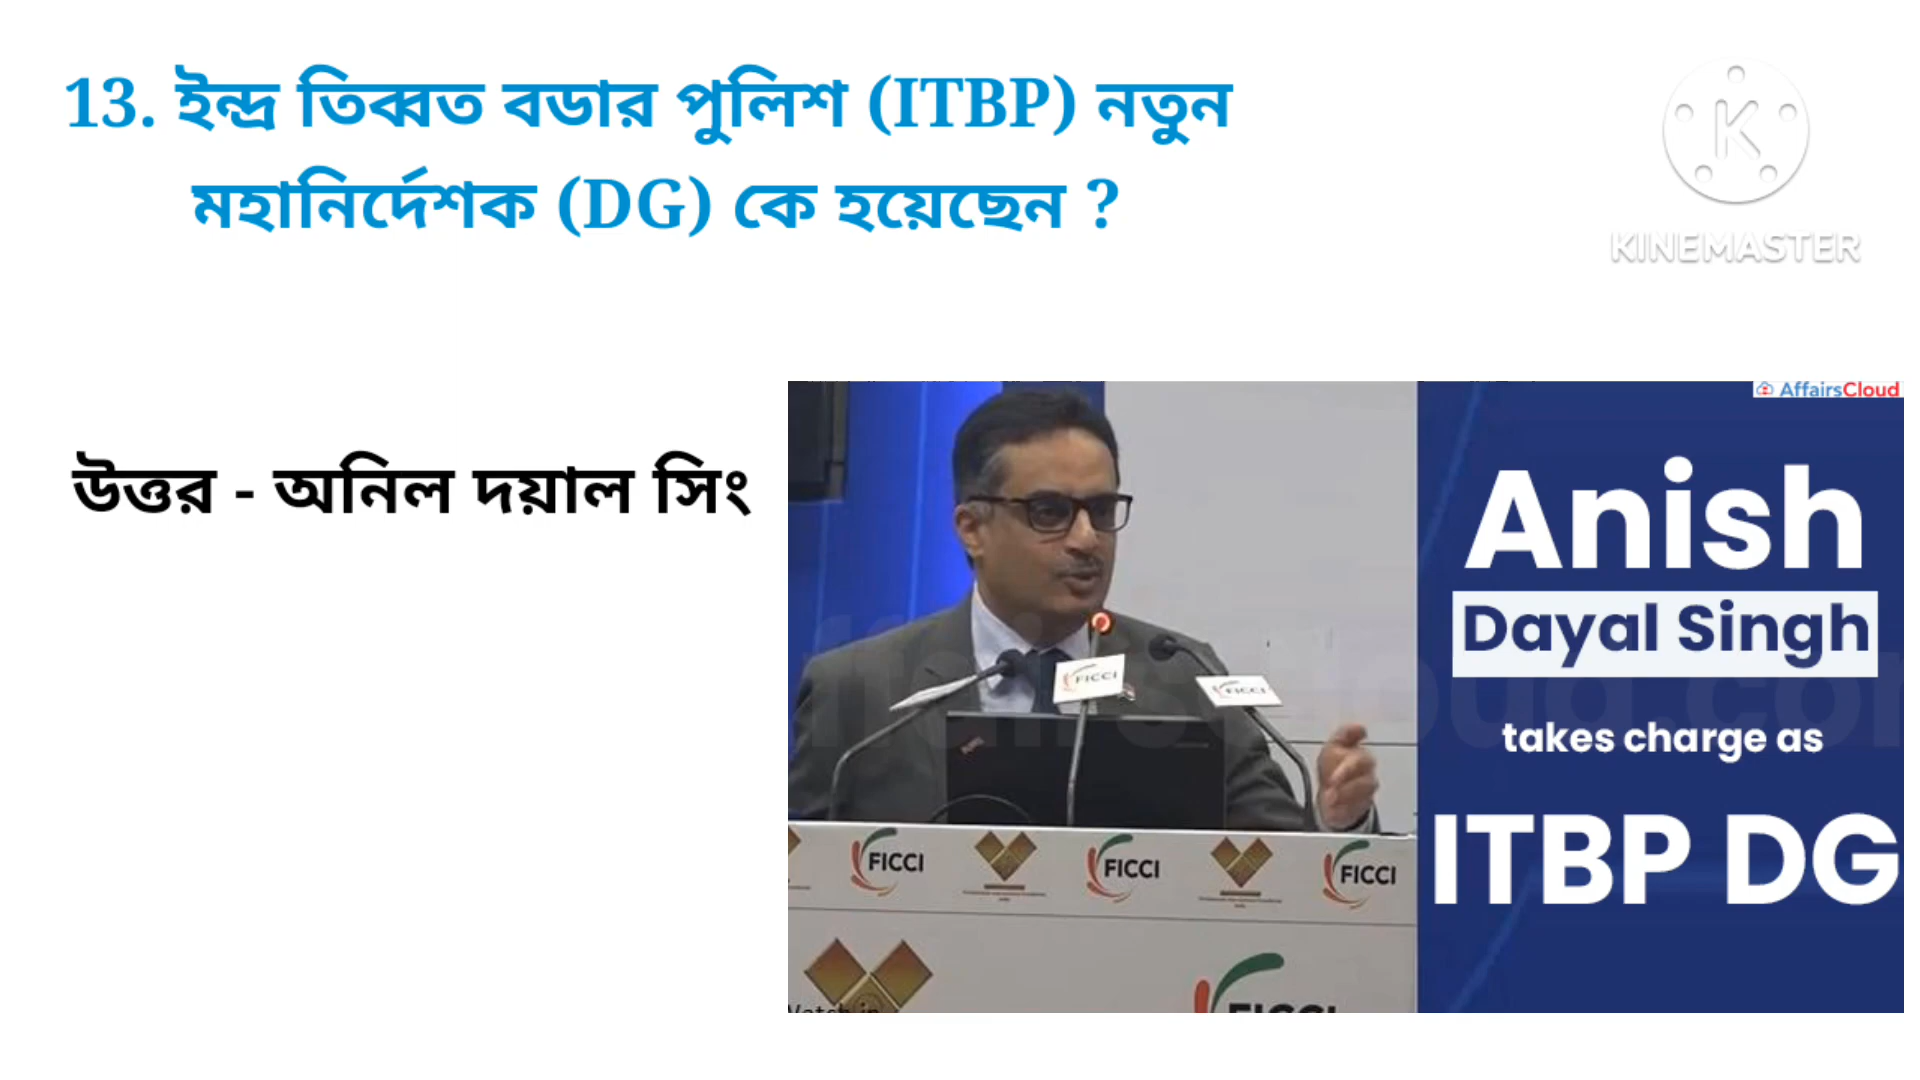 13. ইন্দ্র তিব্বত বডার পুলিশ (ITBP) নতুন
মহানির্দেশক (DG) কে হয়েছেন ?
KINEMASTER
উত্তর - অনিল দয়াল সিং
AffairsCloud
Anish
Dayal Singh
takes charge as
ITBP DG
FICCI
FICCI
FICCI
FICCI
FICCI
FICCI